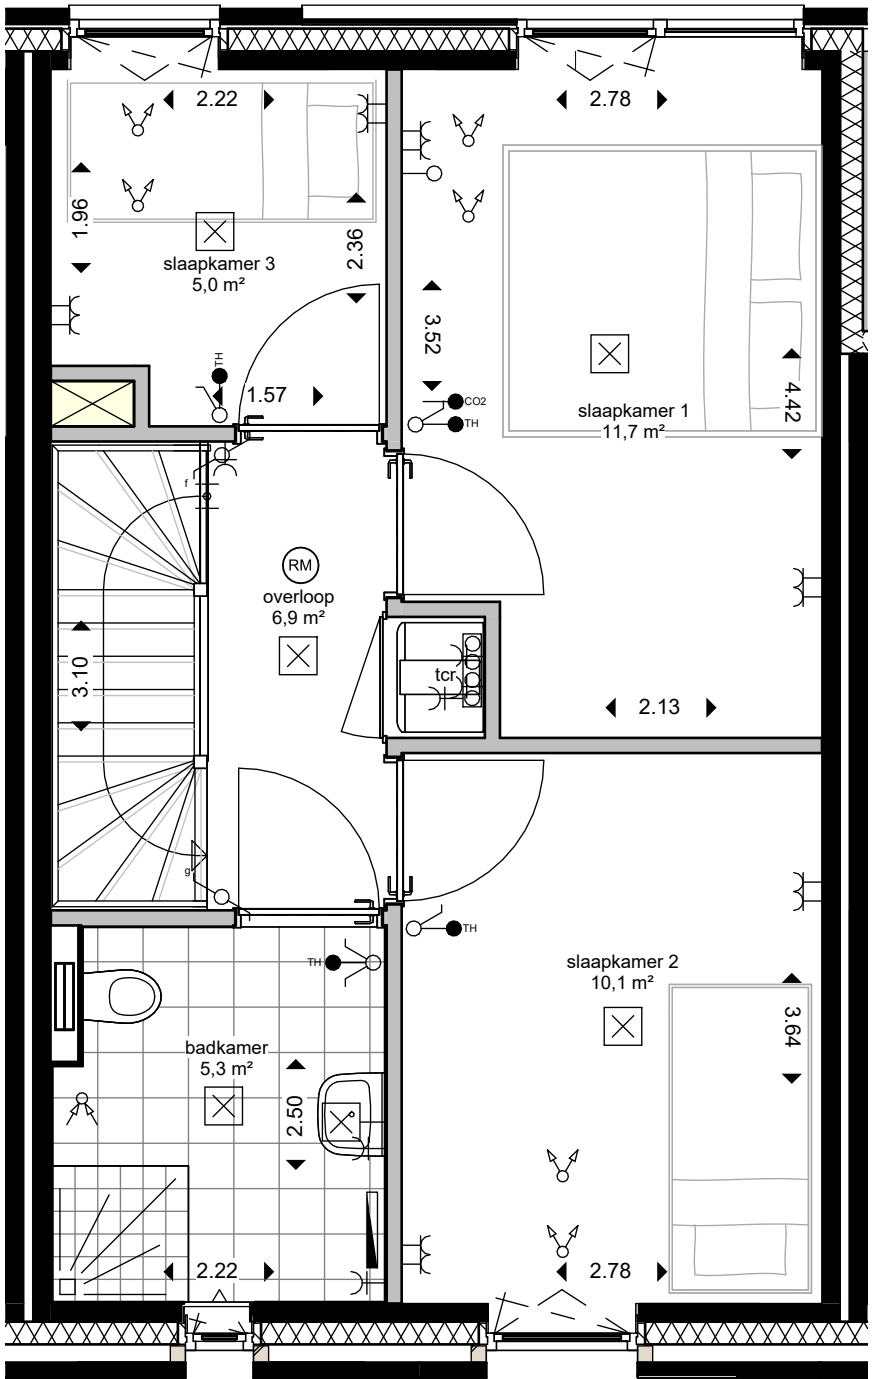 2.22
2.78
1.96
2.36
slaapkamer 3
5,0 m²
3.52
TH
1.57
CO2
TH
slaapkamer 1
11,7 m²
4.42
f
RM
overloop
6,9 m²
3.10
tcr
2.13
g
TH
TH
slaapkamer 2
10,1 m²
3.64
badkamer
5,3 m²
2.50
2.22
2.78